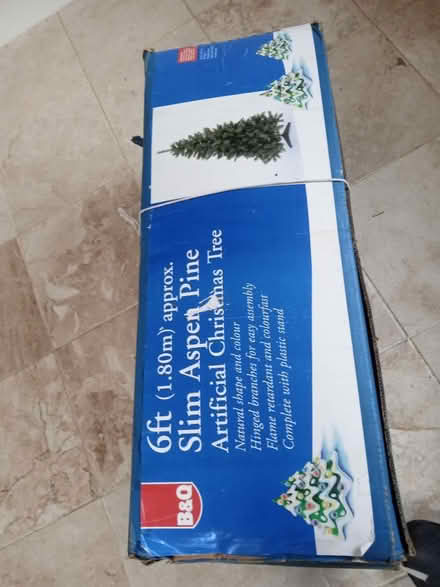 6ft (1.80m) approx.
Slim Aspen Pine
Artificial Christmas Tree
Natural shape and colour
Hinged branches for easy assembly
Flame retardant and colourfast
Complete with plastic stand
B&Q